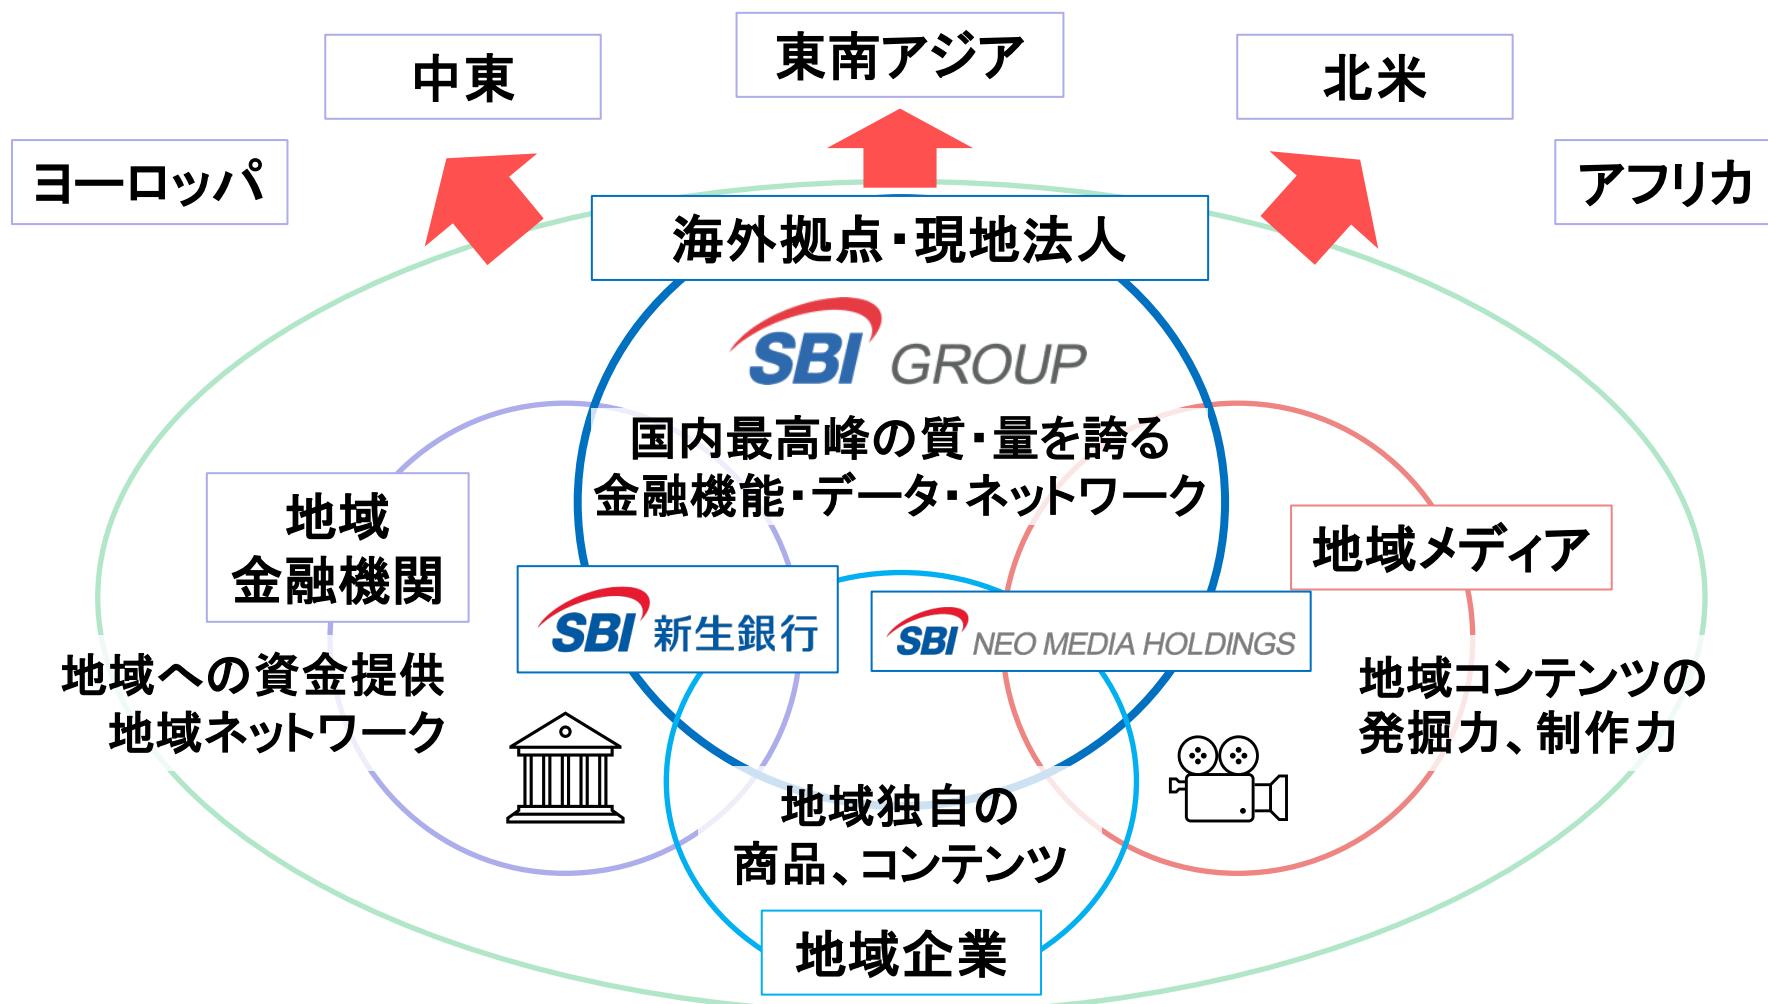 東南アジア
中東
北米
ヨーロッパ
アフリカ
海外拠点・現地法人
SBI GROUP
国内最高峰の質・量を誇る
金融機能・データ・ネットワーク
地域
金融機関
地域メディア
SBI 新生銀行
SBI NEO MEDIA HOLDINGS
地域への資金提供
地域ネットワーク
地域コンテンツの
発掘力、制作力
地域独自の
商品、コンテンツ
地域企業